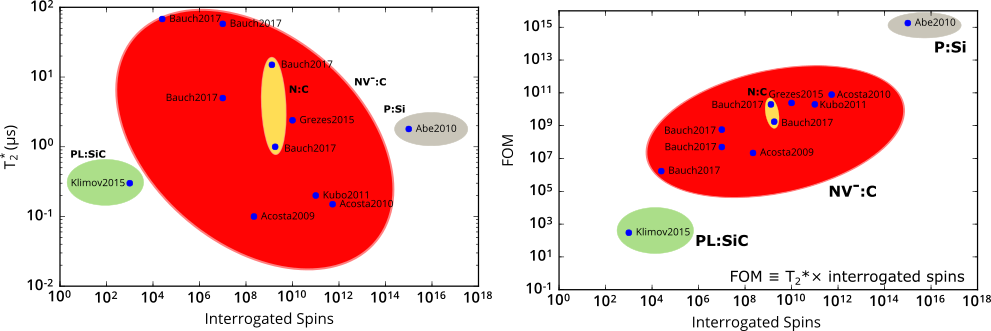 10²
10¹
10⁰
10⁻¹
10⁻²
T₂* (μs)
Bauch2017
Bauch2017
Bauch2017
NV⁻:C
N:C
Bauch2017
P:Si
Grezes2015
Abe2010
Bauch2017
PL:SiC
Klimov2015
Kubo2011
Acosta2010
Acosta2009
10⁰ 10² 10⁴ 10⁶ 10⁸ 10¹⁰ 10¹² 10¹⁴ 10¹⁶ 10¹⁸
Interrogated Spins
10¹⁵
10¹³
10¹¹
10⁹
10⁷
10⁵
10³
10¹
10⁻¹
FOM
Abe2010
P:Si
N:C
Grezes2015
Acosta2010
Bauch2017
Kubo2011
Bauch2017
Bauch2017
Bauch2017
Acosta2009
Bauch2017
NV⁻:C
Klimov2015
PL:SiC
FOM ≡ T₂*× interrogated spins
10⁰ 10² 10⁴ 10⁶ 10⁸ 10¹⁰ 10¹² 10¹⁴ 10¹⁶ 10¹⁸
Interrogated Spins